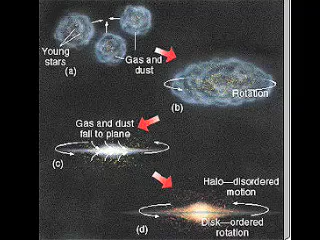 Young
stars
(a)
Gas and
dust
Rotation
(b)
Gas and dust
fall to plane
(c)
Halo—disordered
motion
Disk—ordered
rotation
(d)